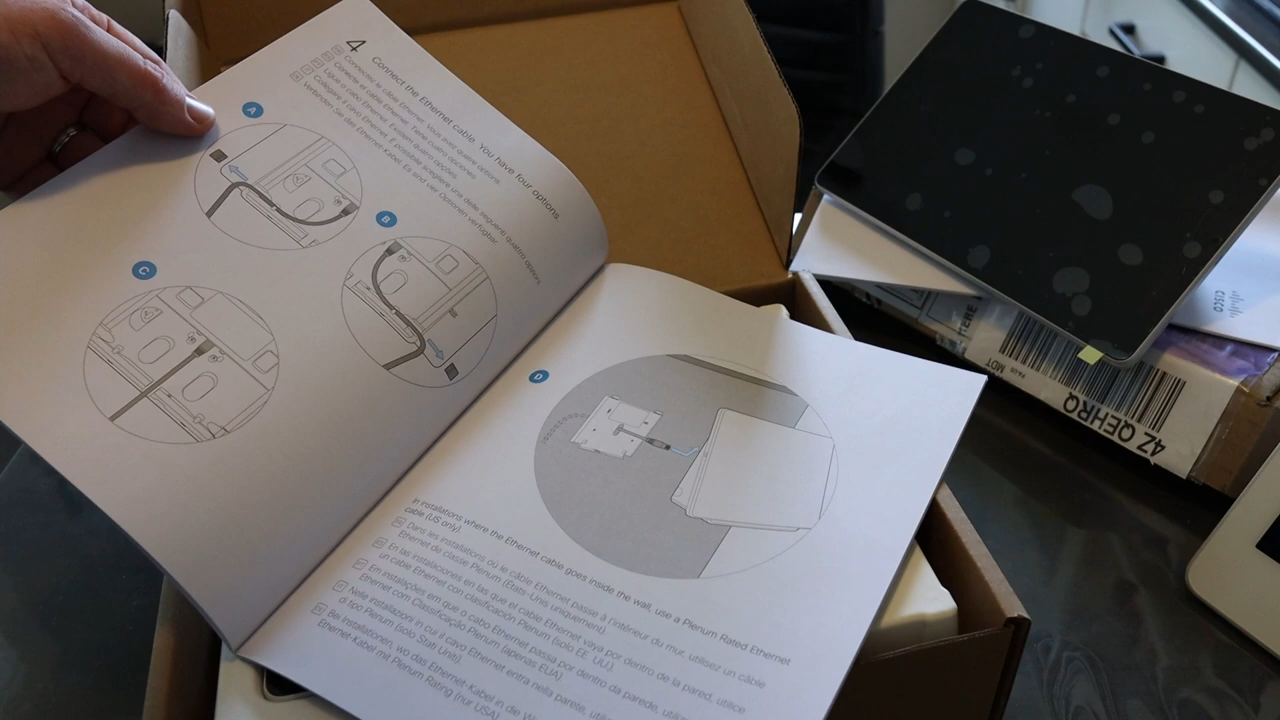 4
Connect the Ethernet cable. You have four options.
Connecter le câble Ethernet. Vous avez quatre options.
Conecte el cable Ethernet. Tiene cuatro opciones.
Ligue o cabo Ethernet. Existem quatro opções.
Collegare il cavo Ethernet. È possibile scegliere una delle seguenti quattro opzioni.
Verbinden Sie das Ethernet-Kabel. Es sind vier Optionen verfügbar.
A
B
C
D
In installations where the Ethernet cable goes inside the wall, use a Plenum Rated Ethernet
cable (US only).
Dans les installations ou le câble Ethernet passe à l'intérieur du mur, utilisez un câble
Ethernet de classe Plenum (États-Unis uniquement).
En las instalaciones en las que el cable Ethernet vaya por dentro de la pared, utilice
un cable Ethernet con clasificación Plenum (solo EE. UU.).
Em instalações em que o cabo Ethernet passa por dentro da parede, utilize
Ethernet com Classificação Plenum (apenas EUA).
Nelle installazioni in cui il cavo Ethernet entra nella parete,
di tipo Plenum (solo Stati Uniti).
Bei Installationen, wo das Ethernet-Kabel in die
Ethernet-Kabel mit Plenum Rating (nur USA).
CISCO
HERE
MDT
4Z QEHRQ